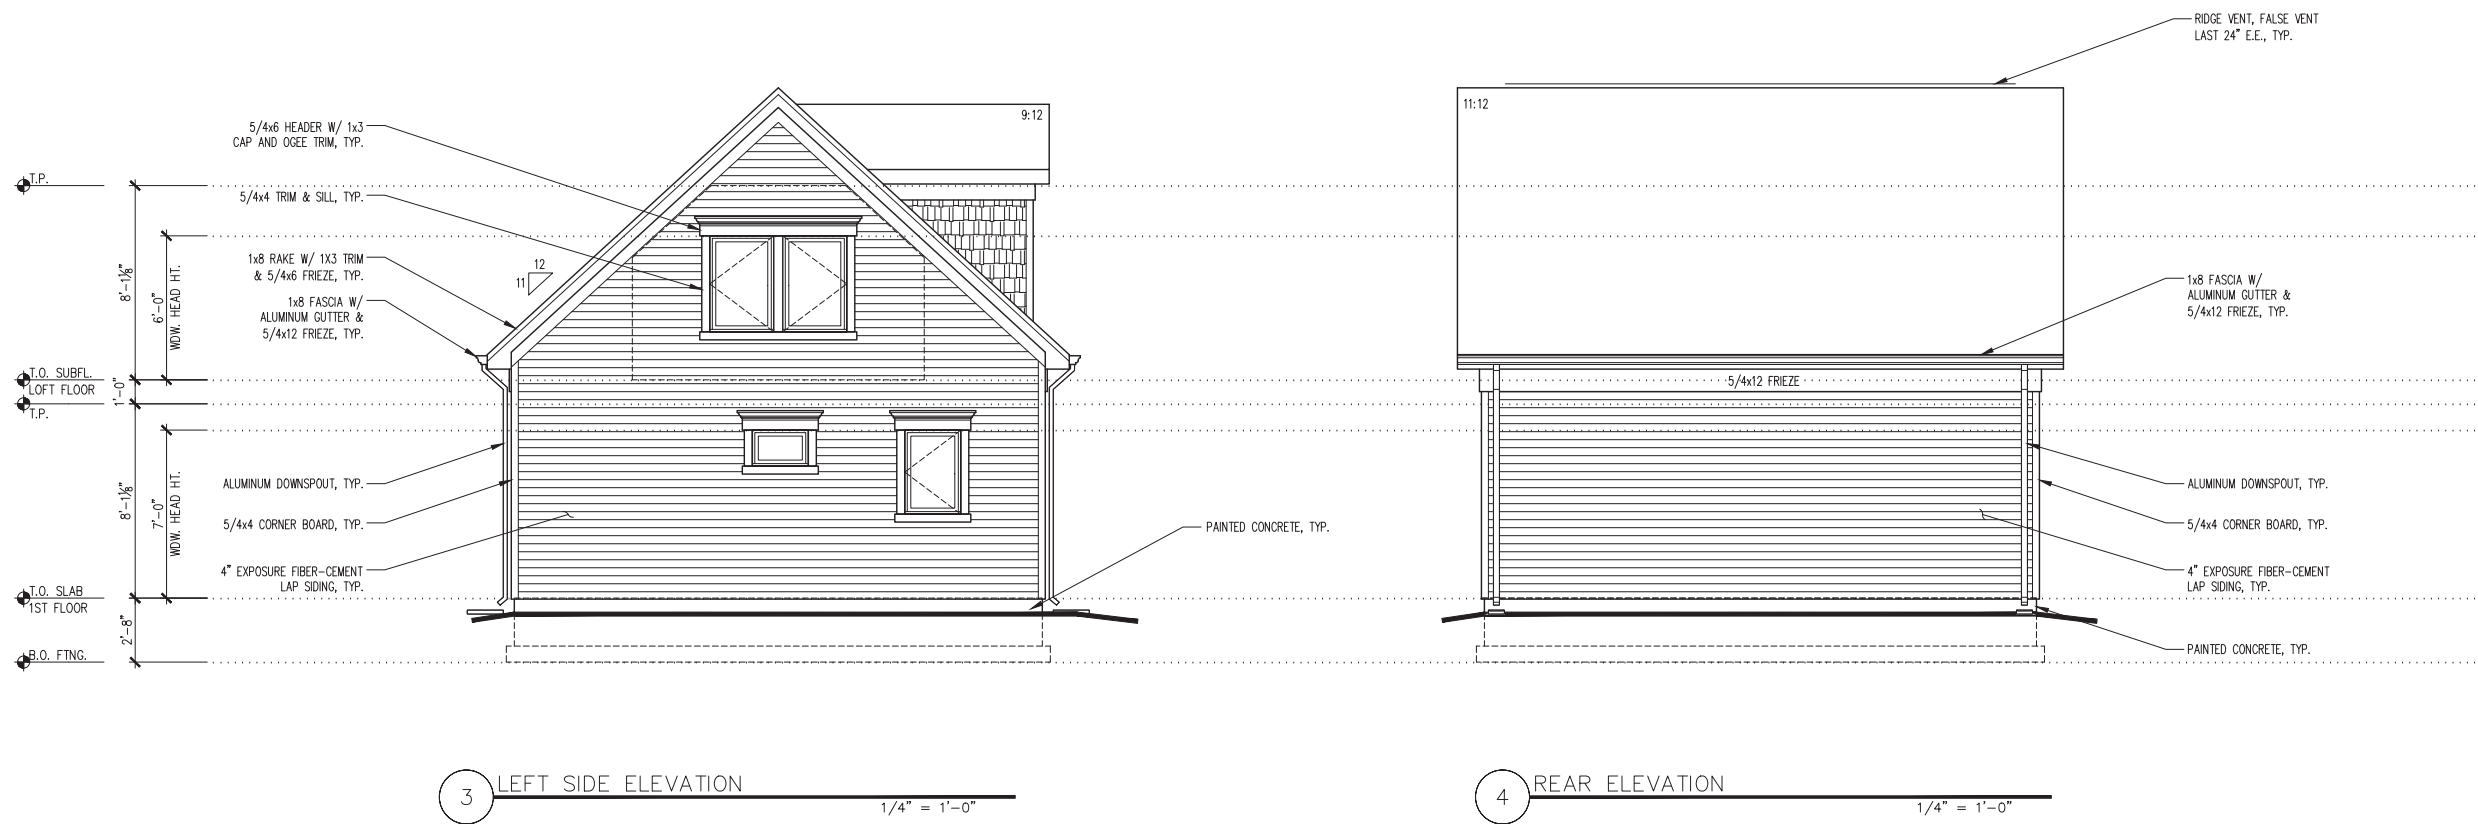 RIDGE VENT, FALSE VENT
LAST 24" E.E., TYP.
9:12
11:12
5/4x6 HEADER W/ 1x3
CAP AND OGEE TRIM, TYP.
T.P.
5/4x4 TRIM & SILL, TYP.
1x8 RAKE W/ 1X3 TRIM
& 5/4x6 FRIEZE, TYP.
12
11
1x8 FASCIA W/
ALUMINUM GUTTER &
5/4x12 FRIEZE, TYP.
8'-1⅛"
6'-0"
WDW. HEAD HT.
1x8 FASCIA W/
ALUMINUM GUTTER &
5/4x12 FRIEZE, TYP.
T.O. SUBFL.
LOFT FLOOR
1'-0"
T.P.
5/4x12 FRIEZE
8'-1⅛"
7'-0"
WDW. HEAD HT.
ALUMINUM DOWNSPOUT, TYP.
5/4x4 CORNER BOARD, TYP.
4" EXPOSURE FIBER-CEMENT
LAP SIDING, TYP.
PAINTED CONCRETE, TYP.
ALUMINUM DOWNSPOUT, TYP.
5/4x4 CORNER BOARD, TYP.
4" EXPOSURE FIBER-CEMENT
LAP SIDING, TYP.
PAINTED CONCRETE, TYP.
T.O. SLAB
1ST FLOOR
2'-8"
B.O. FTNG.
3 LEFT SIDE ELEVATION
1/4" = 1'-0"
4 REAR ELEVATION
1/4" = 1'-0"